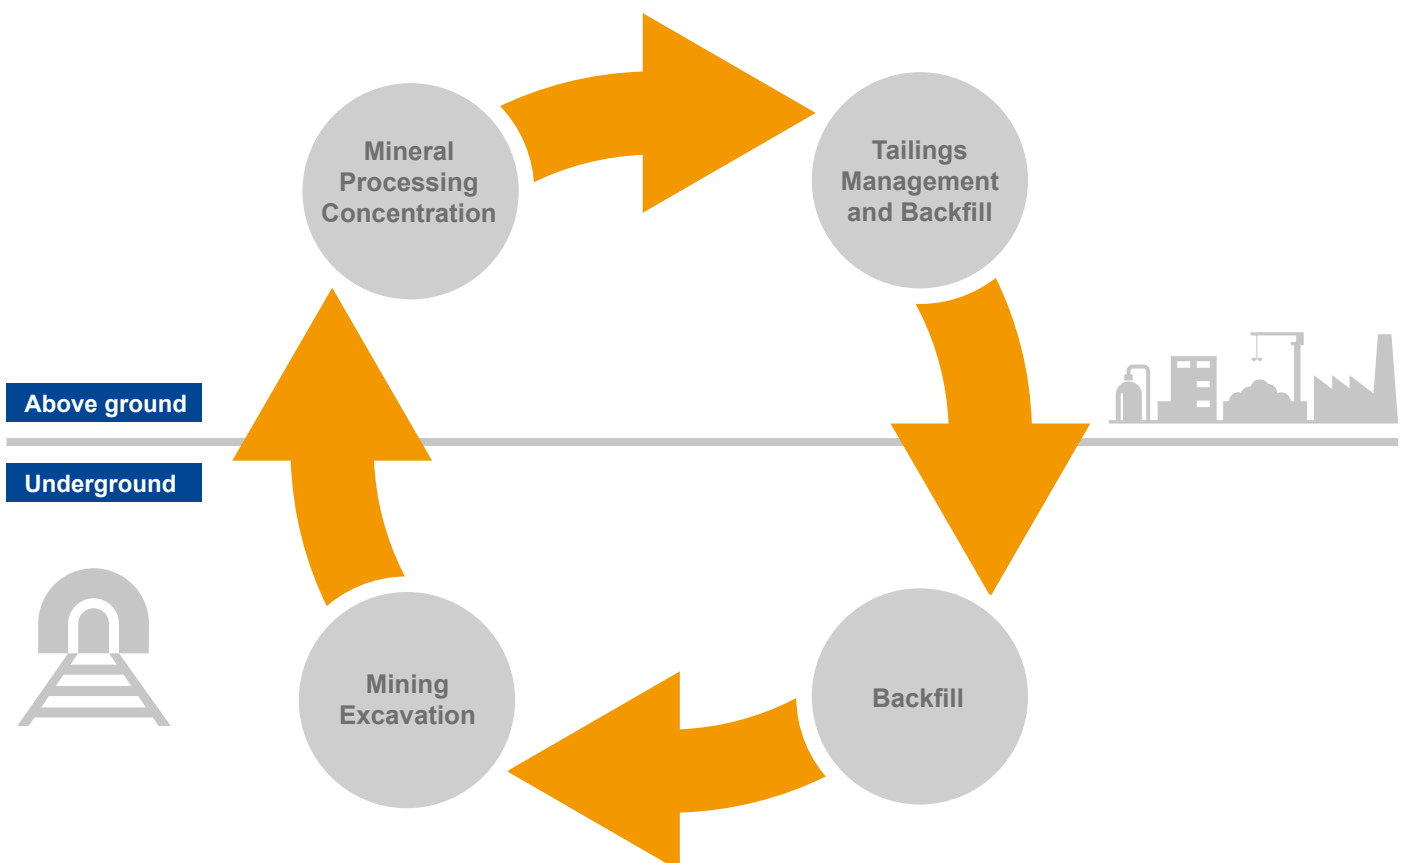 Mineral
Processing
Concentration
Tailings
Management
and Backfill
Above ground
Underground
Mining
Excavation
Backfill